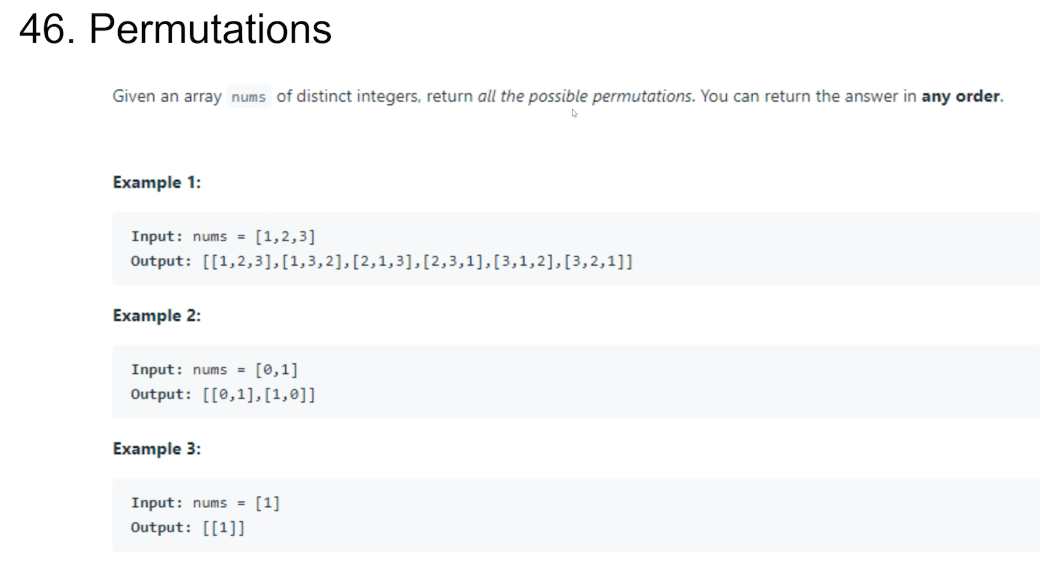 46. Permutations
Given an array nums of distinct integers, return all the possible permutations. You can return the answer in any order.
Example 1:
Input: nums = [1,2,3]
Output: [[1,2,3],[1,3,2],[2,1,3],[2,3,1],[3,1,2],[3,2,1]]
Example 2:
Input: nums = [0,1]
Output: [[0,1],[1,0]]
Example 3:
Input: nums = [1]
Output: [[1]]